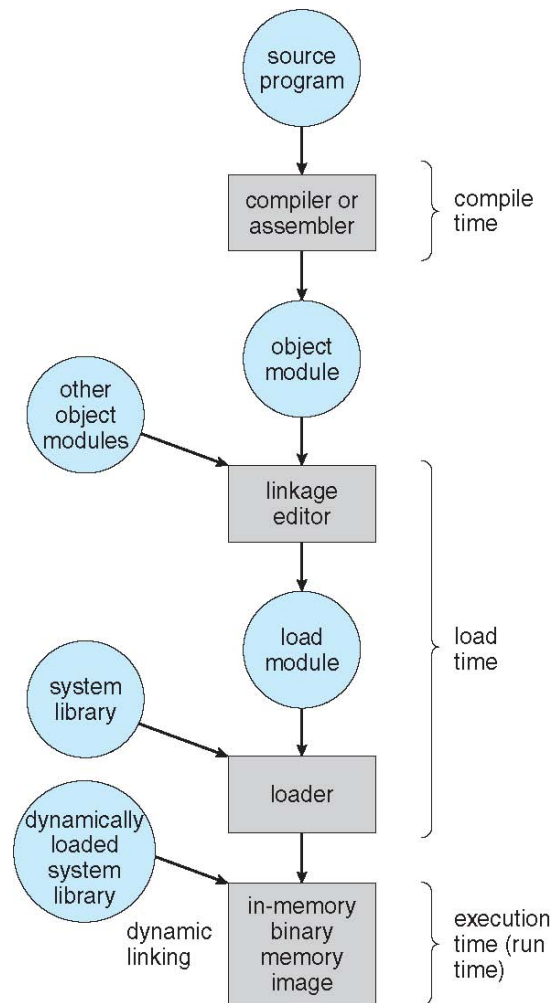 source
program
compiler or
assembler
compile
time
object
module
other
object
modules
linkage
editor
load
module
load
time
system
library
loader
dynamically
loaded
system
library
dynamic
linking
in-memory
binary
memory
image
execution
time (run
time)